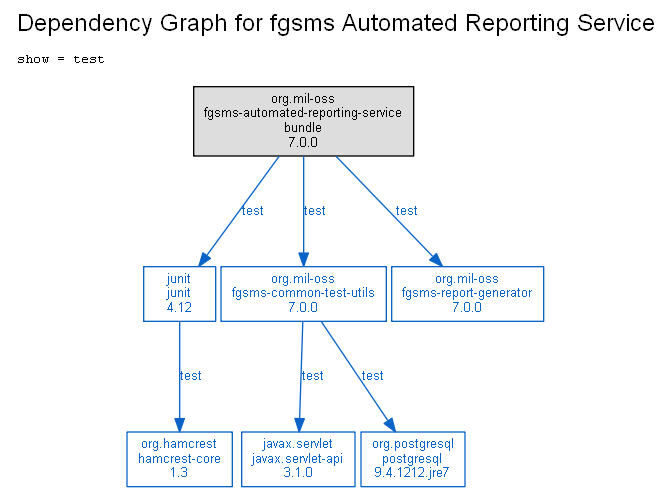 Dependency Graph for fgsms Automated Reporting Service
show = test
org.mil-oss
fgsms-automated-reporting-service
bundle
7.0.0
test
test
test
junit
junit
4.12
org.mil-oss
fgsms-common-test-utils
7.0.0
org.mil-oss
fgsms-report-generator
7.0.0
test
test
test
org.hamcrest
hamcrest-core
1.3
javax.servlet
javax.servlet-api
3.1.0
org.postgresql
postgresql
9.4.1212.jre7